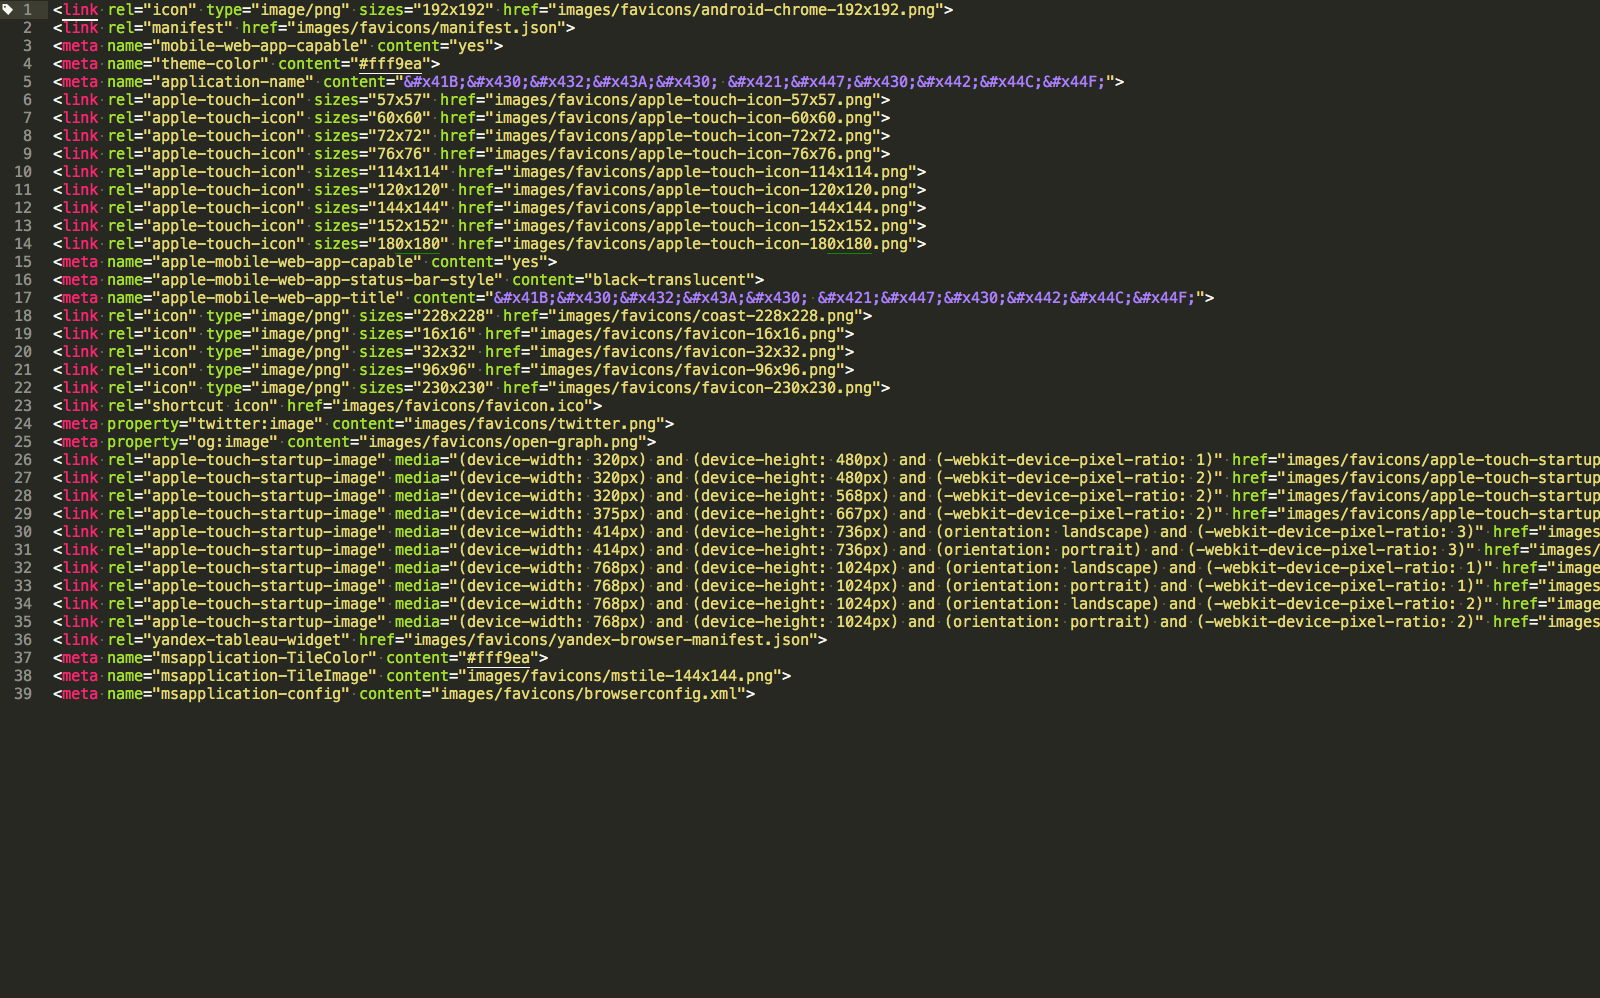 1 <link rel="icon" type="image/png" sizes="192x192" href="images/favicons/android-chrome-192x192.png">
2 <link rel="manifest" href="images/favicons/manifest.json">
3 <meta name="mobile-web-app-capable" content="yes">
4 <meta name="theme-color" content="#fff9ea">
5 <meta name="application-name" content="&#x41B;&#x430;&#x432;&#x43A;&#x430; &#x421;&#x447;&#x430;&#x442;&#x44C;&#x44F;">
6 <link rel="apple-touch-icon" sizes="57x57" href="images/favicons/apple-touch-icon-57x57.png">
7 <link rel="apple-touch-icon" sizes="60x60" href="images/favicons/apple-touch-icon-60x60.png">
8 <link rel="apple-touch-icon" sizes="72x72" href="images/favicons/apple-touch-icon-72x72.png">
9 <link rel="apple-touch-icon" sizes="76x76" href="images/favicons/apple-touch-icon-76x76.png">
10 <link rel="apple-touch-icon" sizes="114x114" href="images/favicons/apple-touch-icon-114x114.png">
11 <link rel="apple-touch-icon" sizes="120x120" href="images/favicons/apple-touch-icon-120x120.png">
12 <link rel="apple-touch-icon" sizes="144x144" href="images/favicons/apple-touch-icon-144x144.png">
13 <link rel="apple-touch-icon" sizes="152x152" href="images/favicons/apple-touch-icon-152x152.png">
14 <link rel="apple-touch-icon" sizes="180x180" href="images/favicons/apple-touch-icon-180x180.png">
15 <meta name="apple-mobile-web-app-capable" content="yes">
16 <meta name="apple-mobile-web-app-status-bar-style" content="black-translucent">
17 <meta name="apple-mobile-web-app-title" content="&#x41B;&#x430;&#x432;&#x43A;&#x430; &#x421;&#x447;&#x430;&#x442;&#x44C;&#x44F;">
18 <link rel="icon" type="image/png" sizes="228x228" href="images/favicons/coast-228x228.png">
19 <link rel="icon" type="image/png" sizes="16x16" href="images/favicons/favicon-16x16.png">
20 <link rel="icon" type="image/png" sizes="32x32" href="images/favicons/favicon-32x32.png">
21 <link rel="icon" type="image/png" sizes="96x96" href="images/favicons/favicon-96x96.png">
22 <link rel="icon" type="image/png" sizes="230x230" href="images/favicons/favicon-230x230.png">
23 <link rel="shortcut icon" href="images/favicons/favicon.ico">
24 <meta property="twitter:image" content="images/favicons/twitter.png">
25 <meta property="og:image" content="images/favicons/open-graph.png">
26 <link rel="apple-touch-startup-image" media="(device-width: 320px) and (device-height: 480px) and (-webkit-device-pixel-ratio: 1)" href="images/favicons/apple-touch-startup
27 <link rel="apple-touch-startup-image" media="(device-width: 320px) and (device-height: 480px) and (-webkit-device-pixel-ratio: 2)" href="images/favicons/apple-touch-startup
28 <link rel="apple-touch-startup-image" media="(device-width: 320px) and (device-height: 568px) and (-webkit-device-pixel-ratio: 2)" href="images/favicons/apple-touch-startup
29 <link rel="apple-touch-startup-image" media="(device-width: 375px) and (device-height: 667px) and (-webkit-device-pixel-ratio: 2)" href="images/favicons/apple-touch-startup
30 <link rel="apple-touch-startup-image" media="(device-width: 414px) and (device-height: 736px) and (orientation: landscape) and (-webkit-device-pixel-ratio: 3)" href="images
31 <link rel="apple-touch-startup-image" media="(device-width: 414px) and (device-height: 736px) and (orientation: portrait) and (-webkit-device-pixel-ratio: 3)" href="images/
32 <link rel="apple-touch-startup-image" media="(device-width: 768px) and (device-height: 1024px) and (orientation: landscape) and (-webkit-device-pixel-ratio: 1)" href="image
33 <link rel="apple-touch-startup-image" media="(device-width: 768px) and (device-height: 1024px) and (orientation: portrait) and (-webkit-device-pixel-ratio: 1)" href="images
34 <link rel="apple-touch-startup-image" media="(device-width: 768px) and (device-height: 1024px) and (orientation: landscape) and (-webkit-device-pixel-ratio: 2)" href="image
35 <link rel="apple-touch-startup-image" media="(device-width: 768px) and (device-height: 1024px) and (orientation: portrait) and (-webkit-device-pixel-ratio: 2)" href="images
36 <link rel="yandex-tableau-widget" href="images/favicons/yandex-browser-manifest.json">
37 <meta name="msapplication-TileColor" content="#fff9ea">
38 <meta name="msapplication-TileImage" content="images/favicons/mstile-144x144.png">
39 <meta name="msapplication-config" content="images/favicons/browserconfig.xml">